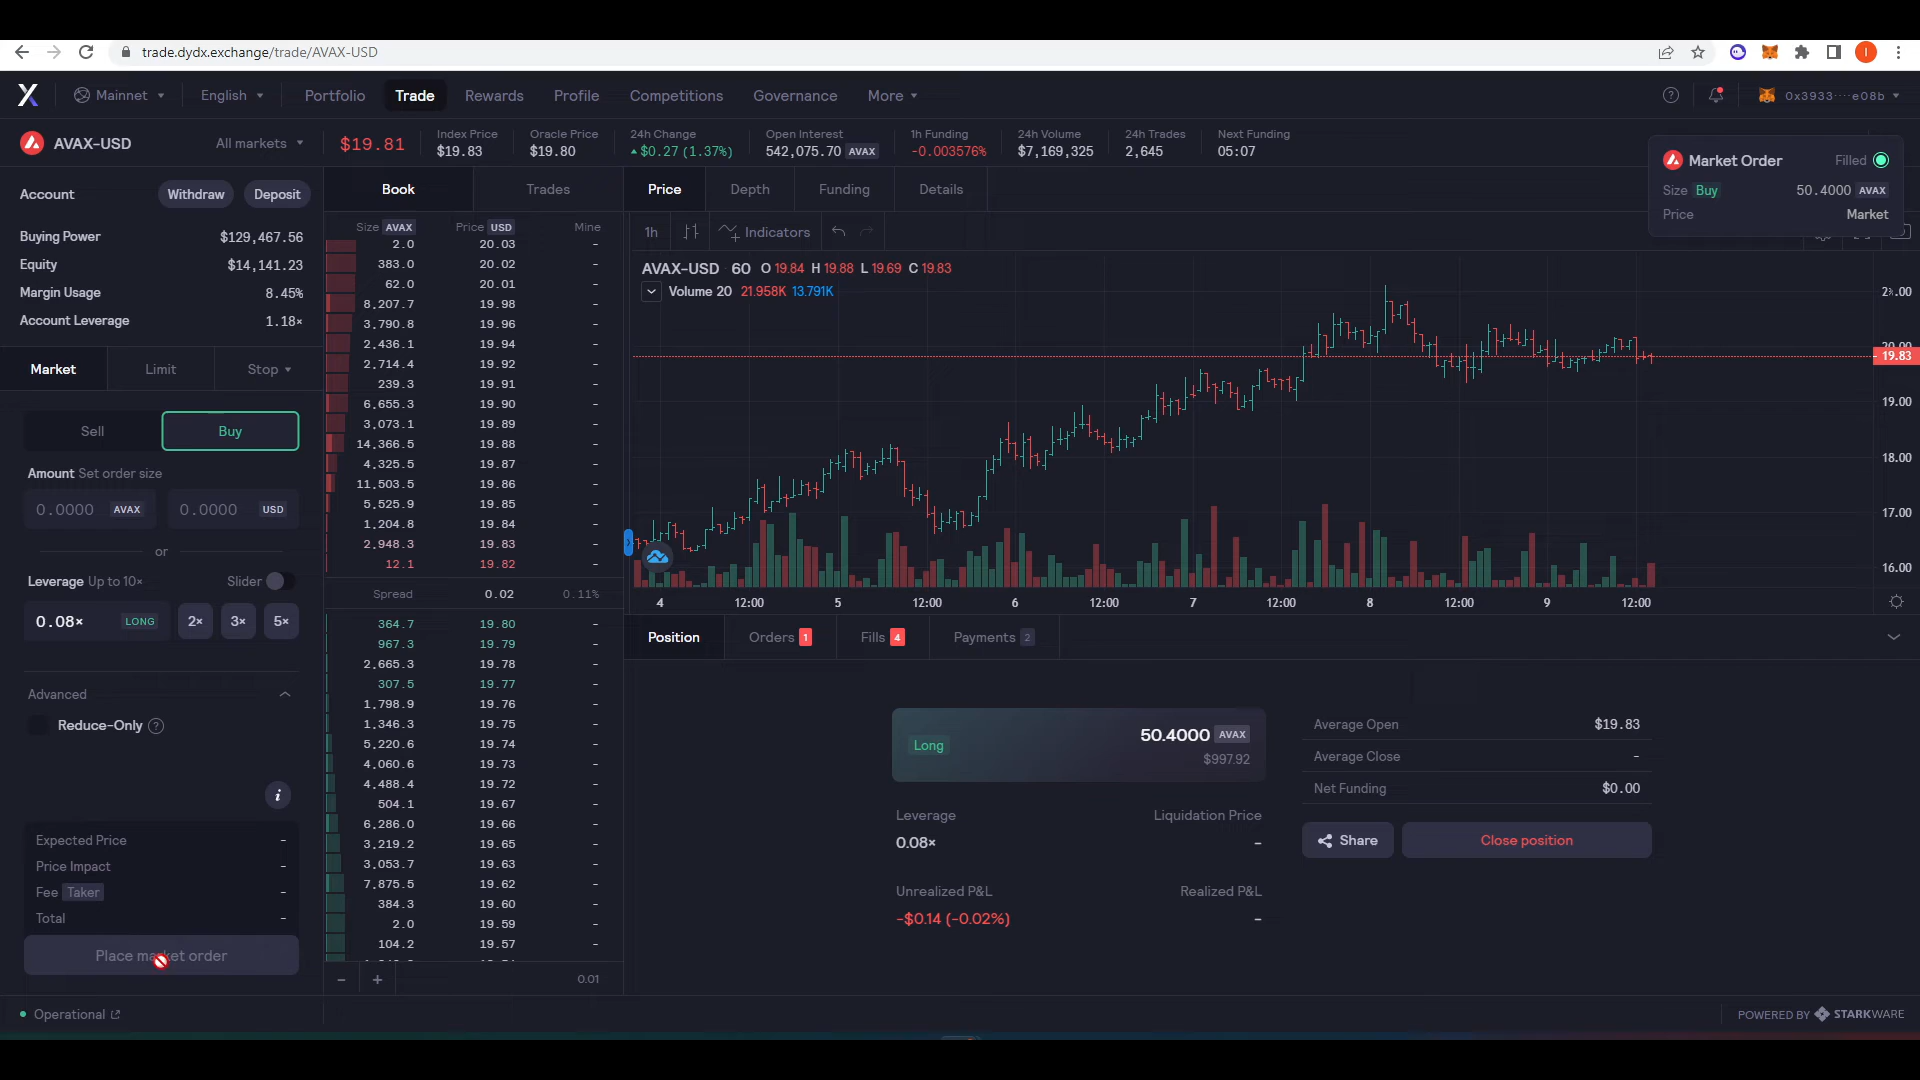 trade.dydx.exchange/trade/AVAX-USD
I
Mainnet English Portfolio Trade Rewards Profile Competitions Governance More
0x3933····e08b
AVAX-USD All markets
$19.81
Index Price $19.83
Oracle Price $19.80
24h Change $0.27 (1.37%)
Open Interest 542,075.70 AVAX
1h Funding -0.003576%
24h Volume $7,169,325
24h Trades 2,645
Next Funding 05:07
Market Order Filled
Size Buy 50.4000 AVAX
Price Market
Account Withdraw Deposit
Buying Power $129,467.56
Equity $14,141.23
Margin Usage 8.45%
Account Leverage 1.18×
Market Limit Stop
Sell Buy
Amount Set order size
0.0000 AVAX 0.0000 USD
or
Leverage Up to 10× Slider
0.08× LONG 2× 3× 5×
Advanced
Reduce-Only ?
i
Expected Price -
Price Impact -
Fee Taker -
Total -
Place market order
Operational
Book Trades
Size AVAX Price USD Mine
2.0 20.03 -
383.0 20.02 -
62.0 20.01 -
8,207.7 19.98 -
3,790.8 19.96 -
2,436.1 19.94 -
2,714.4 19.92 -
239.3 19.91 -
6,655.3 19.90 -
3,073.1 19.89 -
14,366.5 19.88 -
4,325.5 19.87 -
11,503.5 19.86 -
5,525.9 19.85 -
1,204.8 19.84 -
2,948.3 19.83 -
12.1 19.82 -
Spread 0.02 0.11%
364.7 19.80 -
967.3 19.79 -
2,665.3 19.78 -
307.5 19.77 -
1,798.9 19.76 -
1,346.3 19.75 -
5,220.6 19.74 -
4,060.6 19.73 -
4,488.4 19.72 -
504.1 19.67 -
6,286.0 19.66 -
3,219.2 19.65 -
3,053.7 19.63 -
7,875.5 19.62 -
384.3 19.60 -
2.0 19.59 -
104.2 19.57 -
- + 0.01
Price Depth Funding Details
1h Indicators
AVAX-USD 60 O 19.84 H 19.88 L 19.69 C 19.83
Volume 20 21.958K 13.791K
20.00
19.83
19.00
18.00
17.00
16.00
4 12:00 5 12:00 6 12:00 7 12:00 8 12:00 9 12:00
Position Orders 1 Fills 4 Payments 2
Long 50.4000 AVAX
$997.92
Leverage Liquidation Price
0.08× -
Unrealized P&L Realized P&L
-$0.14 (-0.02%) -
Average Open $19.83
Average Close -
Net Funding $0.00
Share Close position
POWERED BY STARKWARE